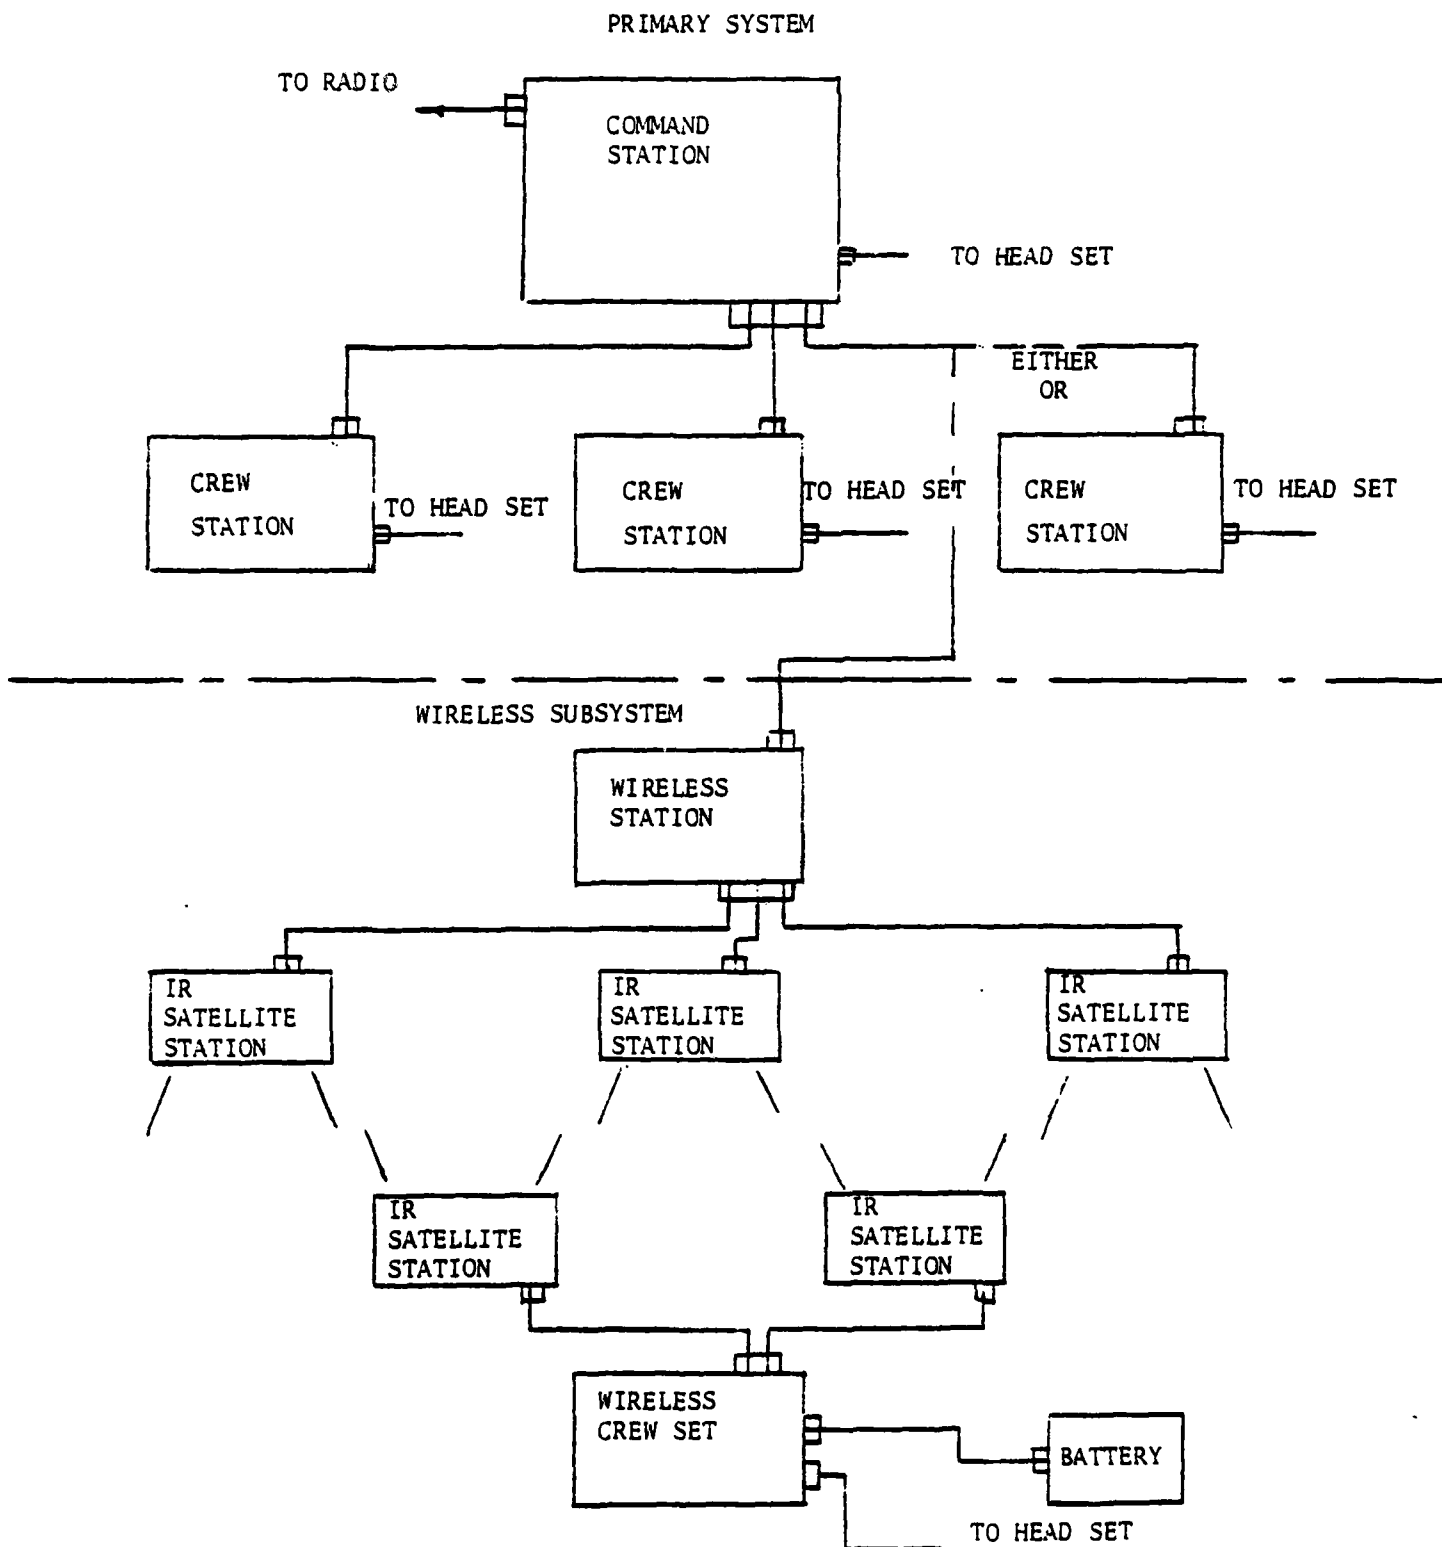 PRIMARY SYSTEM
TO RADIO
COMMAND
STATION
TO HEAD SET
EITHER
OR
CREW
STATION
TO HEAD SET
CREW
STATION
TO HEAD SET
CREW
STATION
TO HEAD SET
WIRELESS SUBSYSTEM
WIRELESS
STATION
IR
SATELLITE
STATION
IR
SATELLITE
STATION
IR
SATELLITE
STATION
IR
SATELLITE
STATION
IR
SATELLITE
STATION
WIRELESS
CREW SET
BATTERY
TO HEAD SET